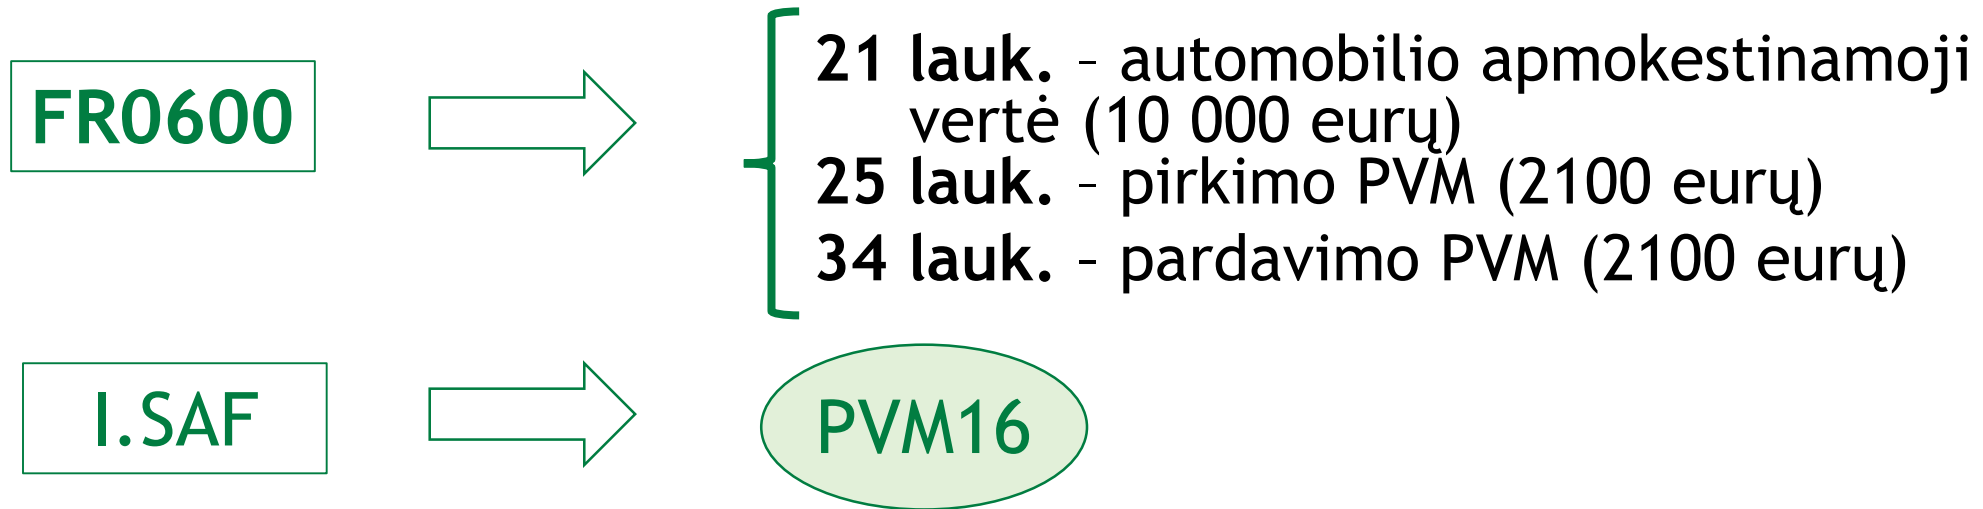 FR0600
21 lauk. – automobilio apmokestinamoji
vertė (10 000 eurų)
25 lauk. – pirkimo PVM (2100 eurų)
34 lauk. – pardavimo PVM (2100 eurų)
I.SAF
PVM16